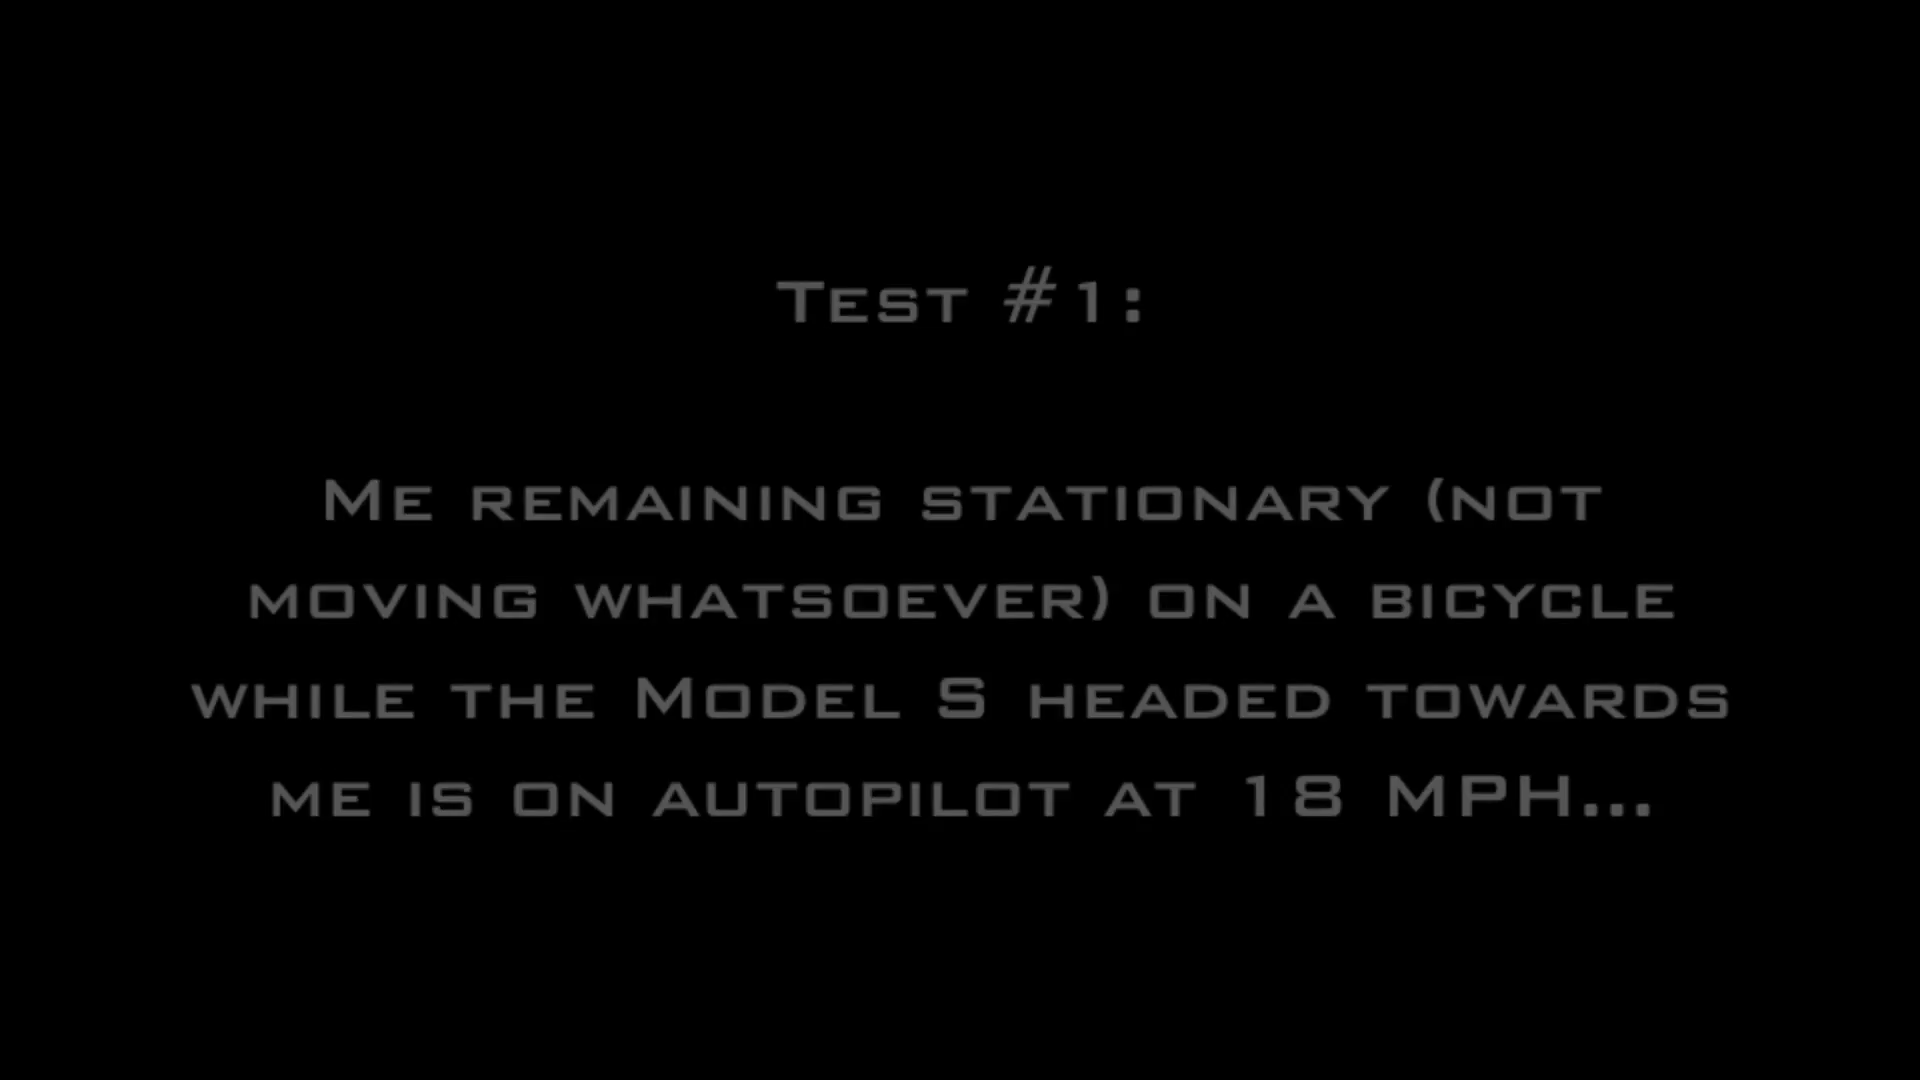 Test #1:
Me remaining stationary (not
moving whatsoever) on a bicycle
while the Model S headed towards
me is on autopilot at 18 MPH...